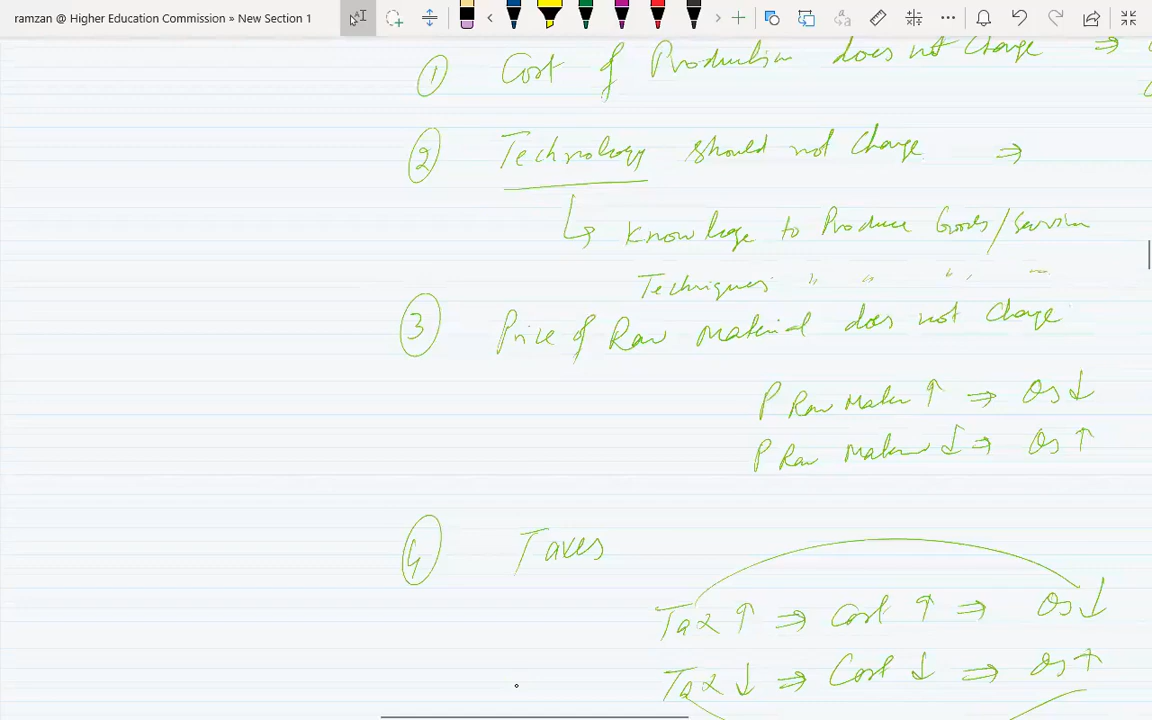 ramzan @ Higher Education Commission » New Section 1
① Cost of Production does not Change ⇒
② Technology should not Change ⇒
↳ Knowledge to Produce Goods/Services
Techniques " " " "
③ Price of Raw Material does not Change
P Raw Mater ↑ ⇒ Qs ↓
P Raw Material ↓ ⇒ Qs ↑
④ Taxes
Tax ↑ ⇒ Cost ↑ ⇒ Qs ↓
Tax ↓ ⇒ Cost ↓ ⇒ Qs ↑